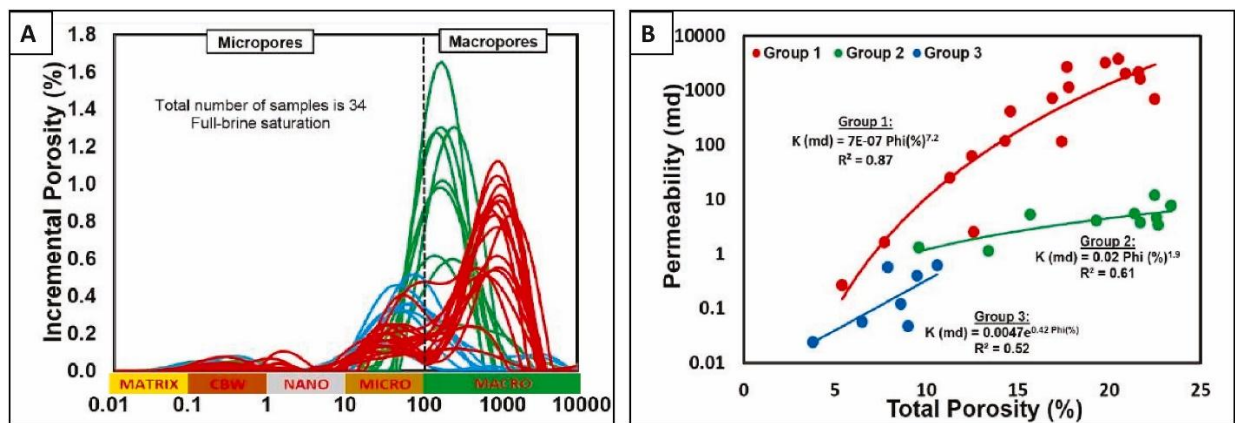 A
Incremental Porosity (%)
1.8
1.6
1.4
1.2
1.0
0.8
0.6
0.4
0.2
0.0
Micropores
Macropores
Total number of samples is 34
Full-brine saturation
MATRIX CBW NANO MICRO MACRO
0.01 0.1 1 10 100 1000 10000
B
Permeability (md)
10000
1000
100
10
1
0.1
0.01
Group 1 Group 2 Group 3
Group 1:
K (md) = 7E-07 Phi(%)^7.2
R² = 0.87
Group 2:
K (md) = 0.02 Phi (%)^1.9
R² = 0.61
Group 3:
K (md) = 0.0047e^0.42 Phi(%)
R² = 0.52
0 5 10 15 20 25
Total Porosity (%)